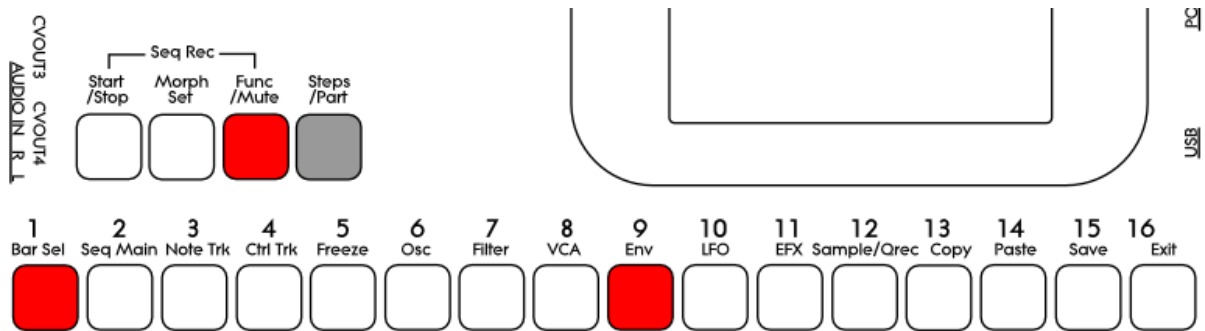 CVOUT3 CVOUT4
AUDIO IN R L
Seq Rec
Start Morph Func Steps
/Stop Set /Mute /Part
PC
USB
1 2 3 4 5 6 7 8 9 10 11 12 13 14 15 16
Bar Sel Seq Main Note Trk Ctrl Trk Freeze Osc Filter VCA Env LFO EFX Sample/Qrec Copy Paste Save Exit